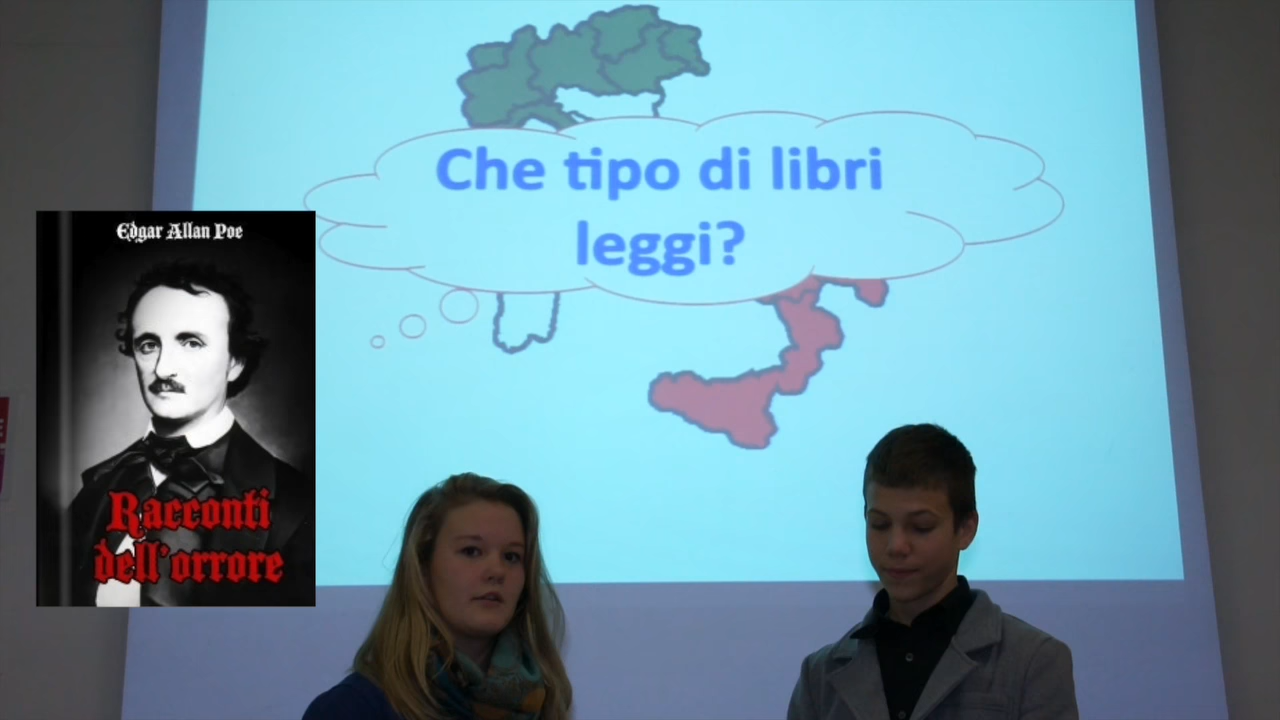 Che tipo di libri
leggi?
Edgar Allan Poe
Racconti
dell'orrore